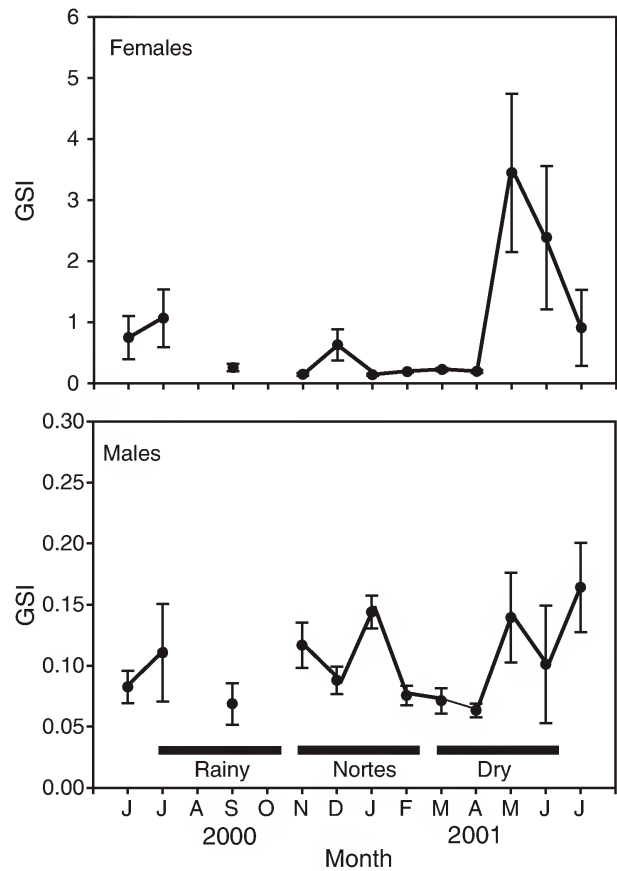 6
Females
5
4
3
GSI
2
1
0
0.30
Males
0.25
0.20
0.15
GSI
0.10
0.05
Rainy Nortes Dry
0.00
J J A S O N D J F M A M J J
2000 2001
Month